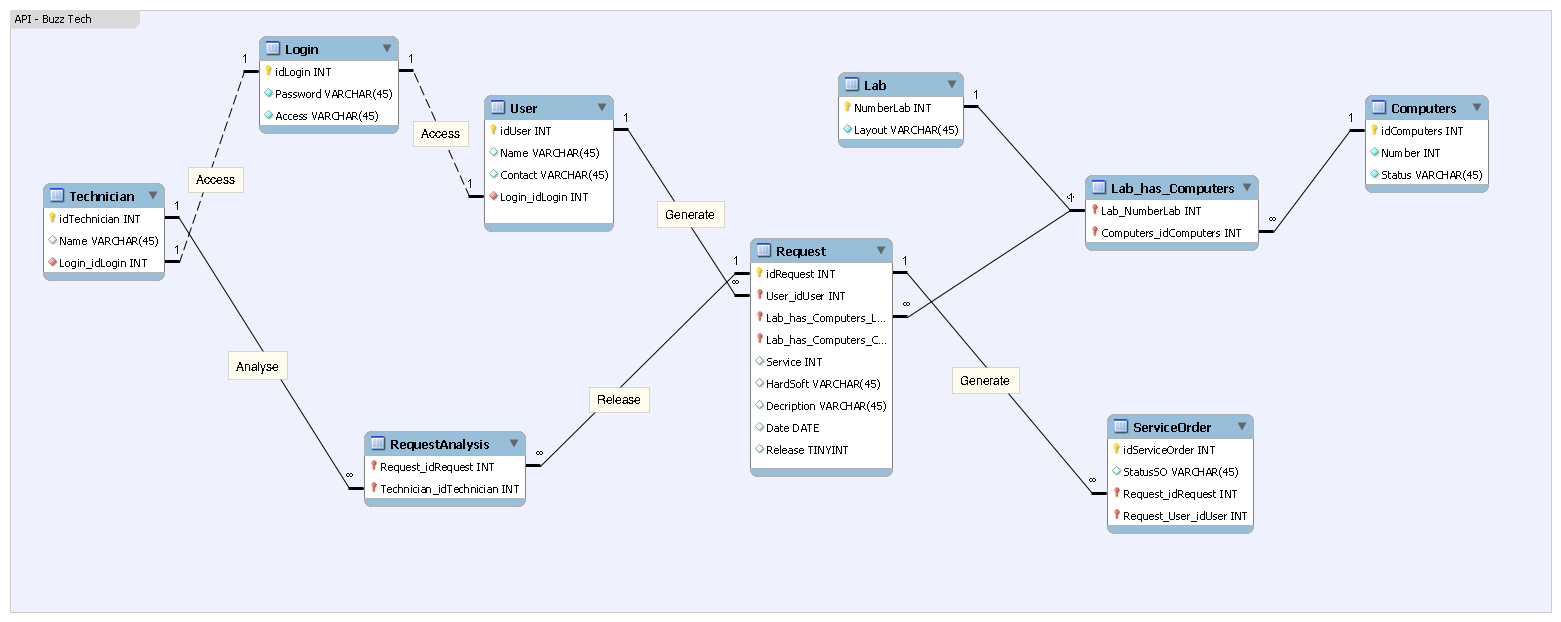 API - Buzz Tech
Login
idLogin INT
Password VARCHAR(45)
Access VARCHAR(45)
1
1
Access
Access
1
1
Technician
idTechnician INT
Name VARCHAR(45)
Login_idLogin INT
1
User
idUser INT
Name VARCHAR(45)
Contact VARCHAR(45)
Login_idLogin INT
1
Generate
∞
Lab
NumberLab INT
Layout VARCHAR(45)
1
Computers
idComputers INT
Number INT
Status VARCHAR(45)
1
Lab_has_Computers
Lab_NumberLab INT
Computers_idComputers INT
1
∞
Request
idRequest INT
User_idUser INT
Lab_has_Computers_L...
Lab_has_Computers_C...
Service INT
HardSoft VARCHAR(45)
Decription VARCHAR(45)
Date DATE
Release TINYINT
1
1
∞
Analyse
∞
Release
∞
Generate
∞
RequestAnalysis
Request_idRequest INT
Technician_idTechnician INT
ServiceOrder
idServiceOrder INT
StatusSO VARCHAR(45)
Request_idRequest INT
Request_User_idUser INT